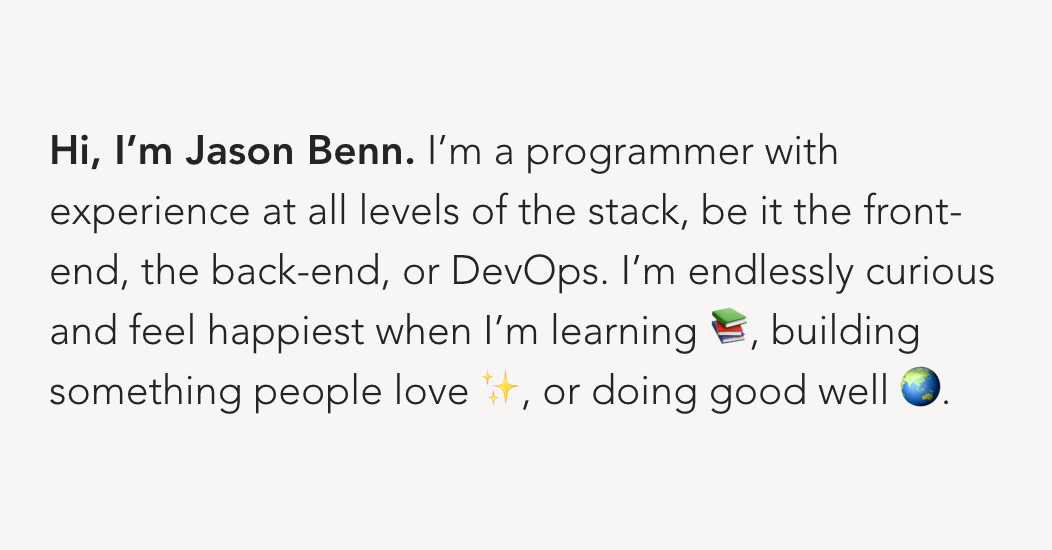 Hi, I’m Jason Benn. I’m a programmer with
experience at all levels of the stack, be it the front-
end, the back-end, or DevOps. I’m endlessly curious
and feel happiest when I’m learning 📚, building
something people love ✨, or doing good well 🌏.